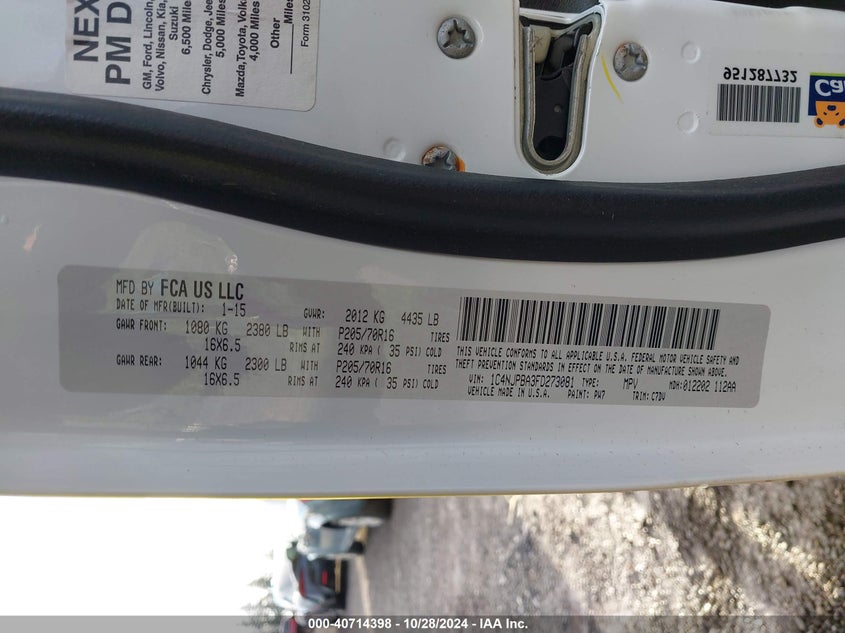 NEX
PM D
GM, Ford, Lincoln,
Volvo, Nissan, Kia,
Suzuki
6,500 Miles
Chrysler, Dodge, Jee
5,000 Miles
Mazda, Toyota, Volk
4,000 Miles
Other
Miles
Form 3102
951287732
Ca
MFD BY FCA US LLC
DATE OF MFR(BUILT): 1-15
GVWR: 2012 KG 4435 LB
GAWR FRONT: 1080 KG 2380 LB WITH P205/70R16 TIRES
16X6.5 RIMS AT 240 KPA ( 35 PSI) COLD
GAWR REAR: 1044 KG 2300 LB WITH P205/70R16 TIRES
16X6.5 RIMS AT 240 KPA ( 35 PSI) COLD
THIS VEHICLE CONFORMS TO ALL APPLICABLE U.S.A. FEDERAL MOTOR VEHICLE SAFETY AND
THEFT PREVENTION STANDARDS IN EFFECT ON THE DATE OF MANUFACTURE SHOWN ABOVE.
VIN: 1C4NJPBA3FD273081 TYPE: MPV MDH:012202 112AA
VEHICLE MADE IN U.S.A. PAINT: PW7 TRIM: C7DV
000-40714398 - 10/28/2024 - IAA Inc.